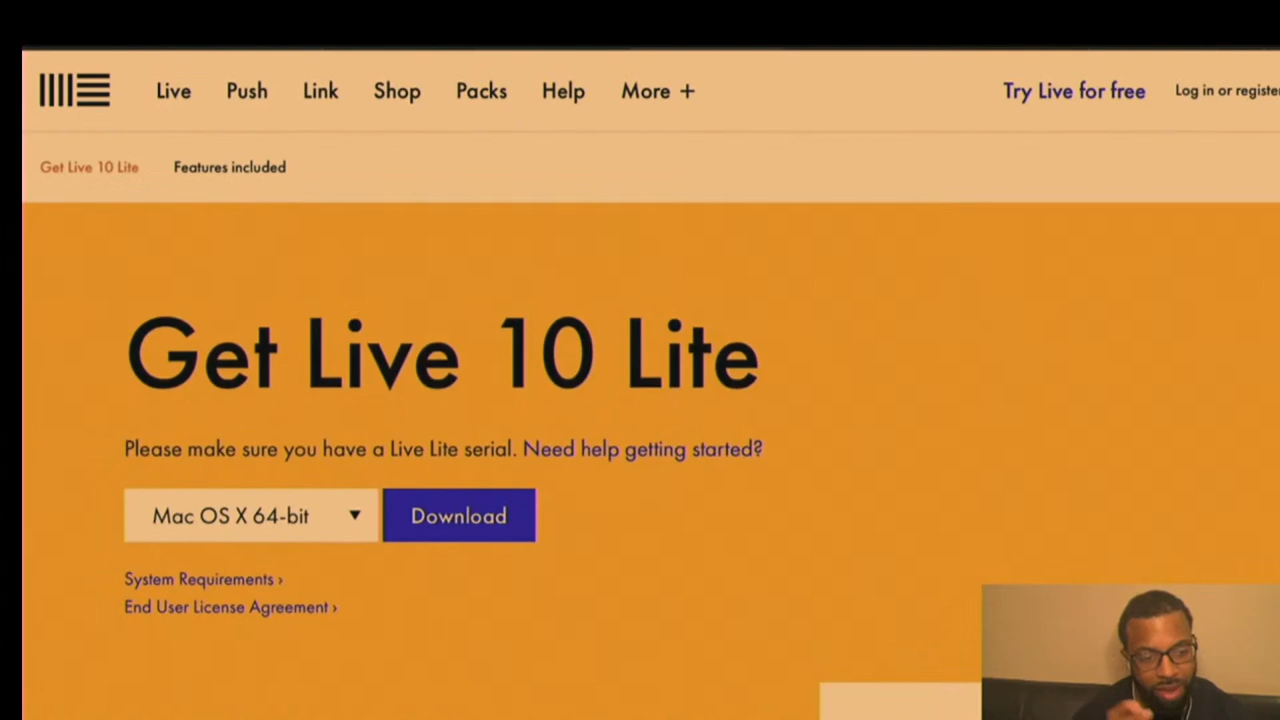 Live Push Link Shop Packs Help More + Try Live for free Log in or register
Get Live 10 Lite Features included
Get Live 10 Lite
Please make sure you have a Live Lite serial. Need help getting started?
Mac OS X 64-bit ▼ Download
System Requirements ›
End User License Agreement ›